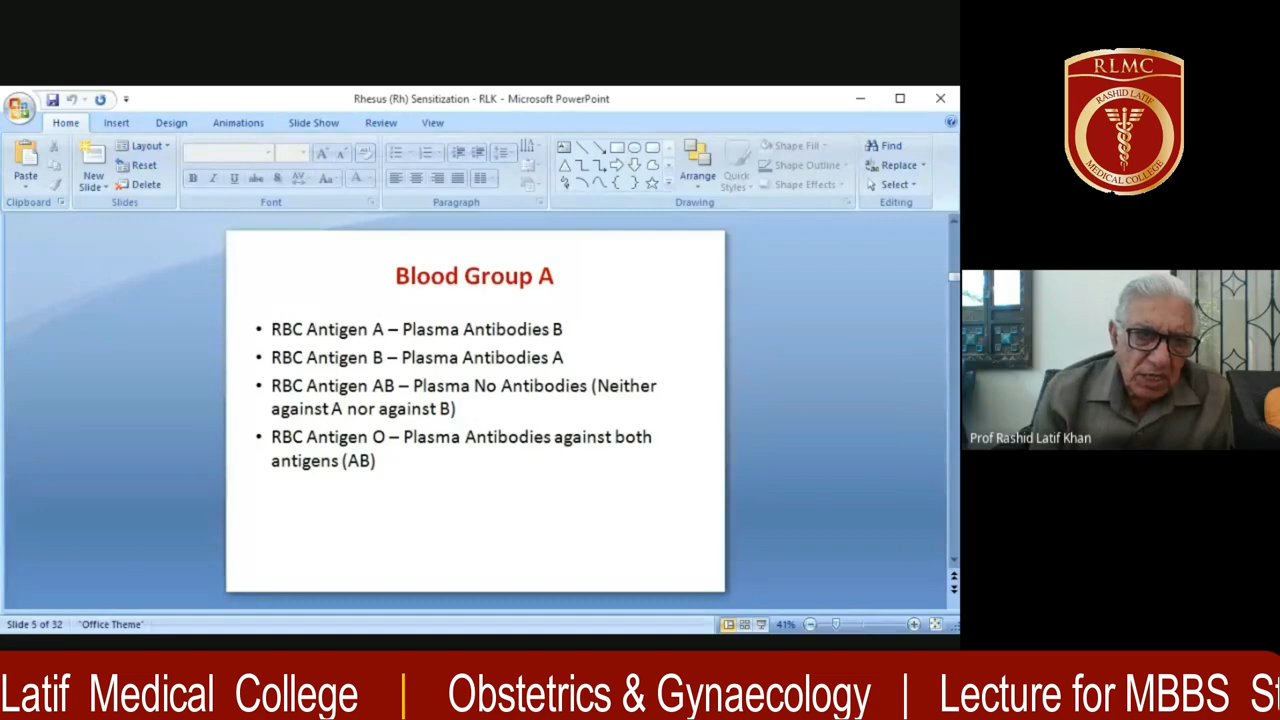 Rhesus (Rh) Sensitization - RLK - Microsoft PowerPoint
Home Insert Design Animations Slide Show Review View
Paste
Clipboard
New Slide
Layout
Reset
Delete
Slides
B I U abc S AV Aa A
Font
Paragraph
Arrange
Quick Styles
Shape Fill
Shape Outline
Shape Effects
Drawing
Find
Replace
Select
Editing
Blood Group A
• RBC Antigen A – Plasma Antibodies B
• RBC Antigen B – Plasma Antibodies A
• RBC Antigen AB – Plasma No Antibodies (Neither
against A nor against B)
• RBC Antigen O – Plasma Antibodies against both
antigens (AB)
Slide 5 of 32 "Office Theme" 41%
RLMC
RASHID LATIF
MEDICAL COLLEGE
Prof Rashid Latif Khan
Latif Medical College | Obstetrics & Gynaecology | Lecture for MBBS St